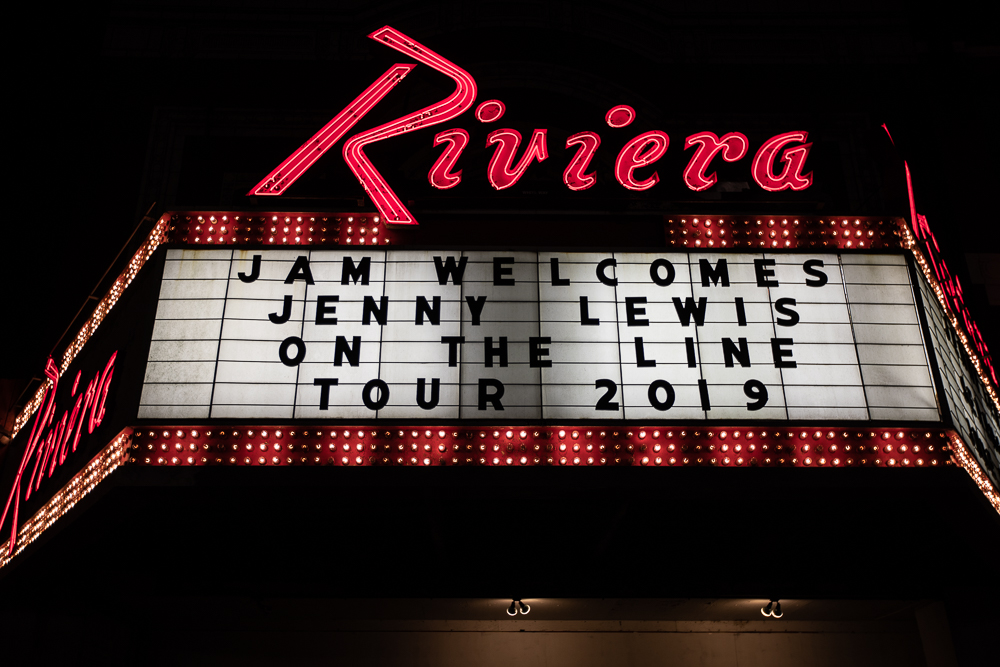 Riviera
JAM WELCOMES
JENNY LEWIS
ON THE LINE
TOUR 2019
Riviera